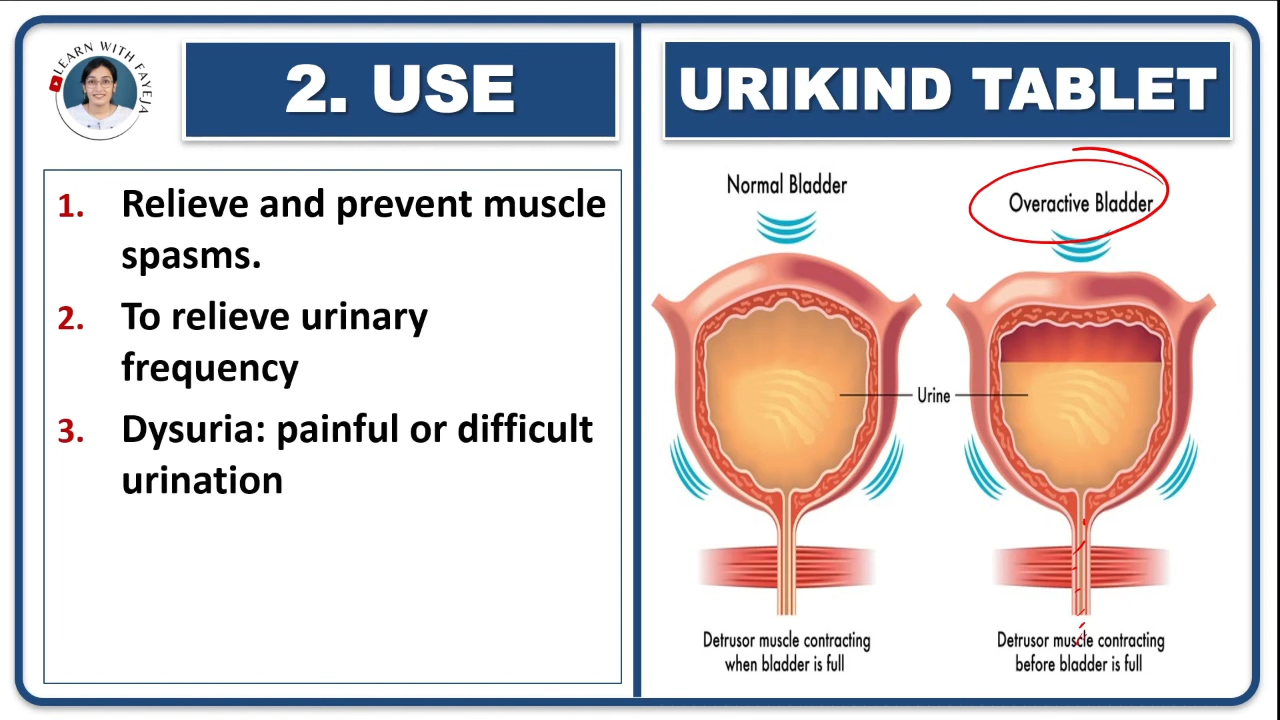 LEARN WITH FAYEJA
2. USE
1. Relieve and prevent muscle
spasms.
2. To relieve urinary
frequency
3. Dysuria: painful or difficult
urination
URIKIND TABLET
Normal Bladder
Overactive Bladder
Urine
Detrusor muscle contracting
when bladder is full
Detrusor muscle contracting
before bladder is full